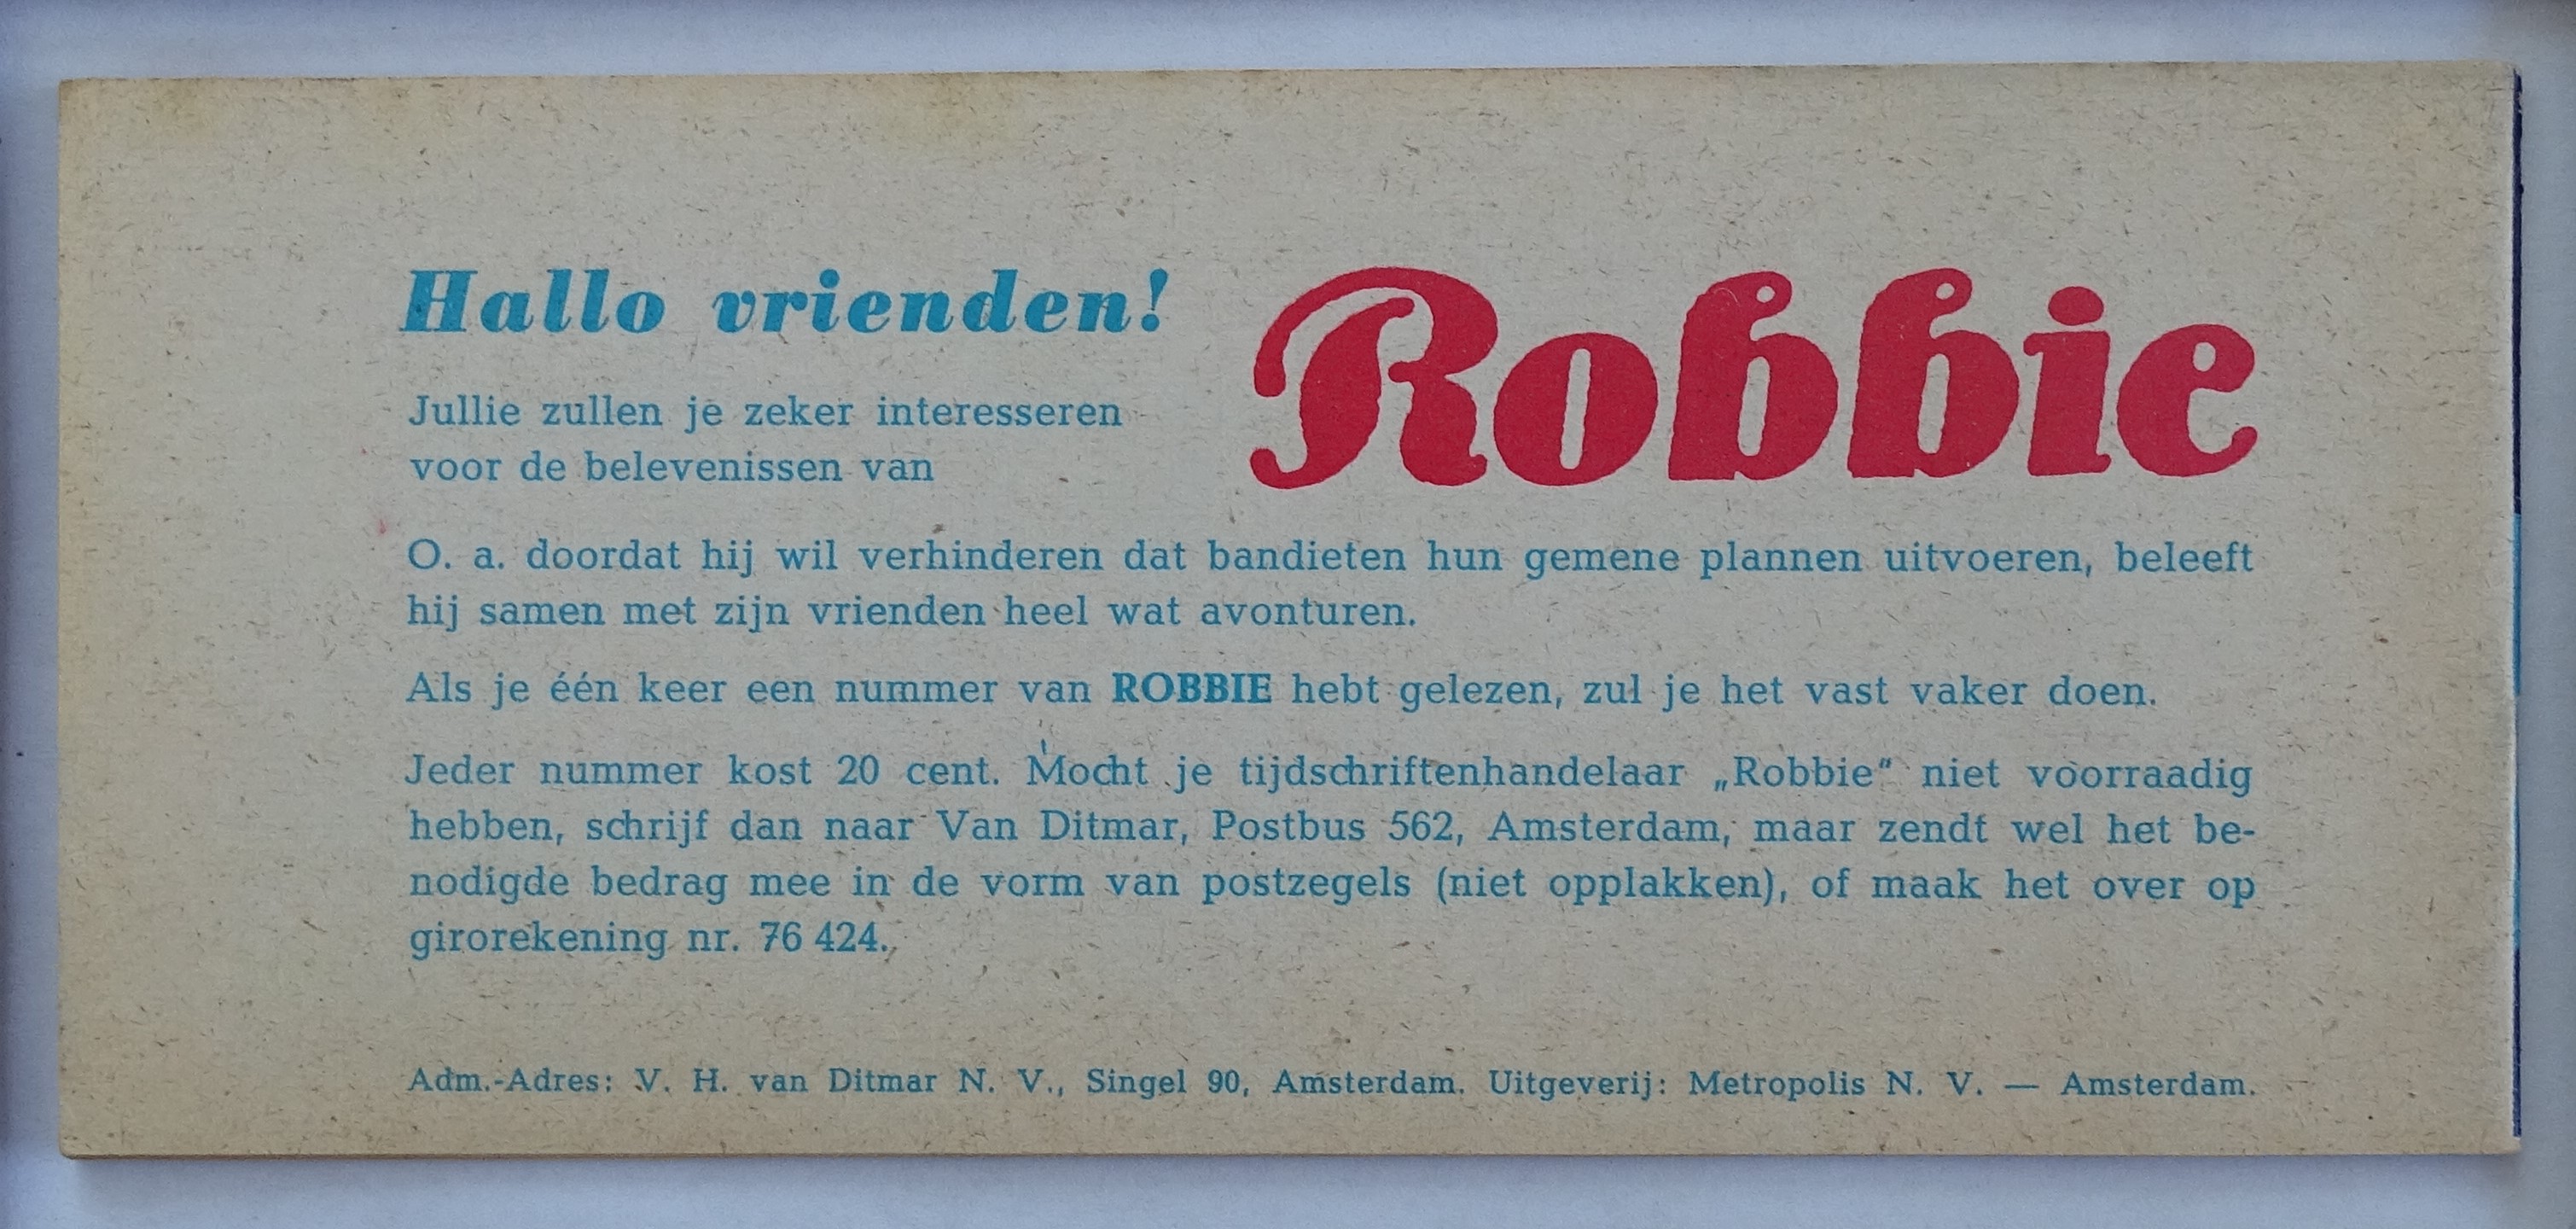 Hallo vrienden!
Jullie zullen je zeker interesseren
voor de belevenissen van
Robbie
O. a. doordat hij wil verhinderen dat bandieten hun gemene plannen uitvoeren, beleeft
hij samen met zijn vrienden heel wat avonturen.
Als je één keer een nummer van ROBBIE hebt gelezen, zul je het vast vaker doen.
Jeder nummer kost 20 cent. Mocht je tijdschriftenhandelaar „Robbie“ niet voorraadig
hebben, schrijf dan naar Van Ditmar, Postbus 562, Amsterdam, maar zendt wel het be-
nodigde bedrag mee in de vorm van postzegels (niet opplakken), of maak het over op
girorekening nr. 76 424.
Adm.-Adres: V. H. van Ditmar N. V., Singel 90, Amsterdam. Uitgeverij: Metropolis N. V. — Amsterdam.